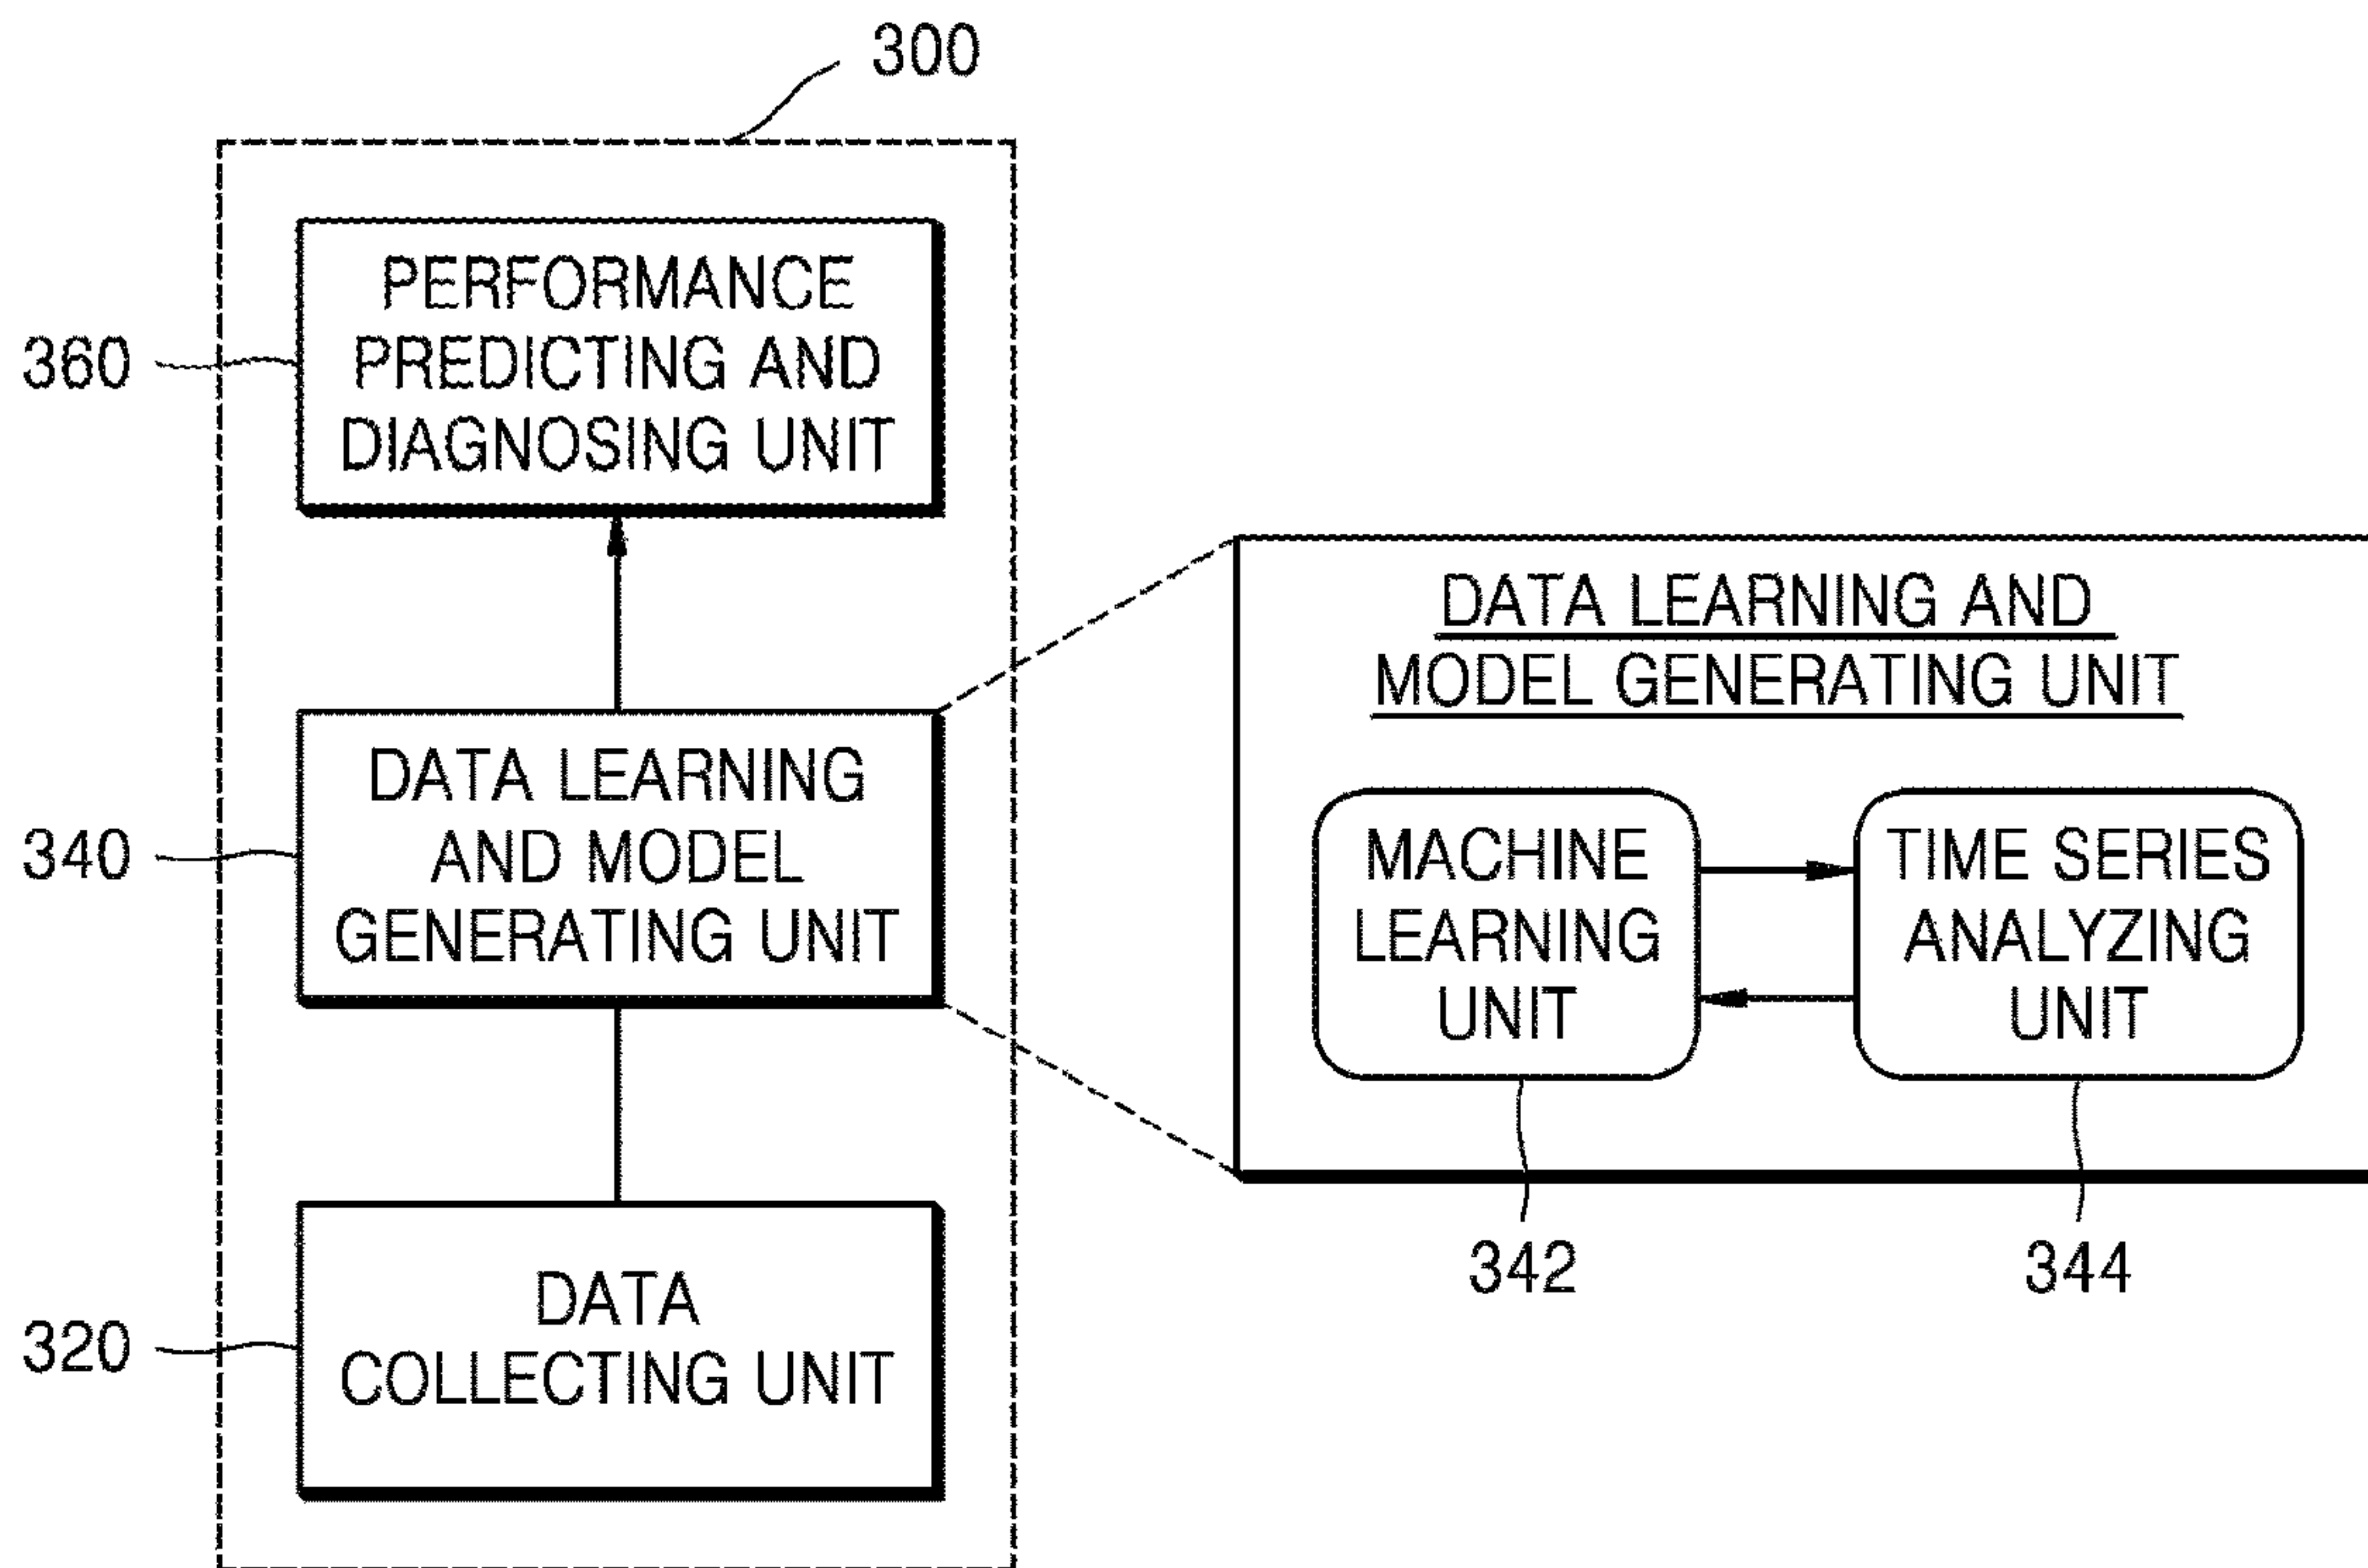 300
PERFORMANCE
PREDICTING AND
DIAGNOSING UNIT
360
DATA LEARNING
AND MODEL
GENERATING UNIT
340
DATA
COLLECTING UNIT
320
DATA LEARNING AND
MODEL GENERATING UNIT
MACHINE
LEARNING
UNIT
TIME SERIES
ANALYZING
UNIT
342
344